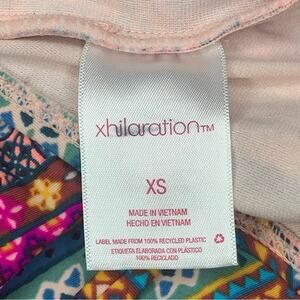 xhilaration™
XS
MADE IN VIETNAM
HECHO EN VIETNAM
LABEL MADE FROM 100% RECYCLED PLASTIC
ETIQUETA ELABORADA CON PLÁSTICO
100% RECICLADO